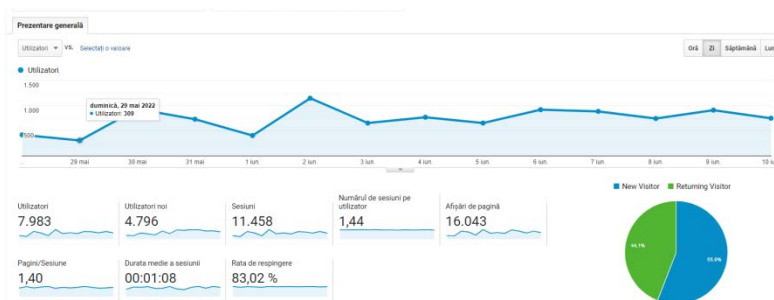 Prezentare generală
Utilizatori VS. Selectați o valoare
Oră Zi Săptămână Lun
Utilizatori
1.500
1.000
500
duminică, 29 mai 2022
Utilizatori: 309
... 29 mai 30 mai 31 mai 1 iun. 2 iun. 3 iun. 4 iun. 5 iun. 6 iun. 7 iun. 8 iun. 9 iun. 10 iu
New Visitor Returning Visitor
Utilizatori
7.983
Utilizatori noi
4.796
Sesiuni
11.458
Numărul de sesiuni pe
utilizator
1,44
Afișări de pagină
16.043
Pagini/Sesiune
1,40
Durata medie a sesiunii
00:01:08
Rata de respingere
83,02 %
44,1%